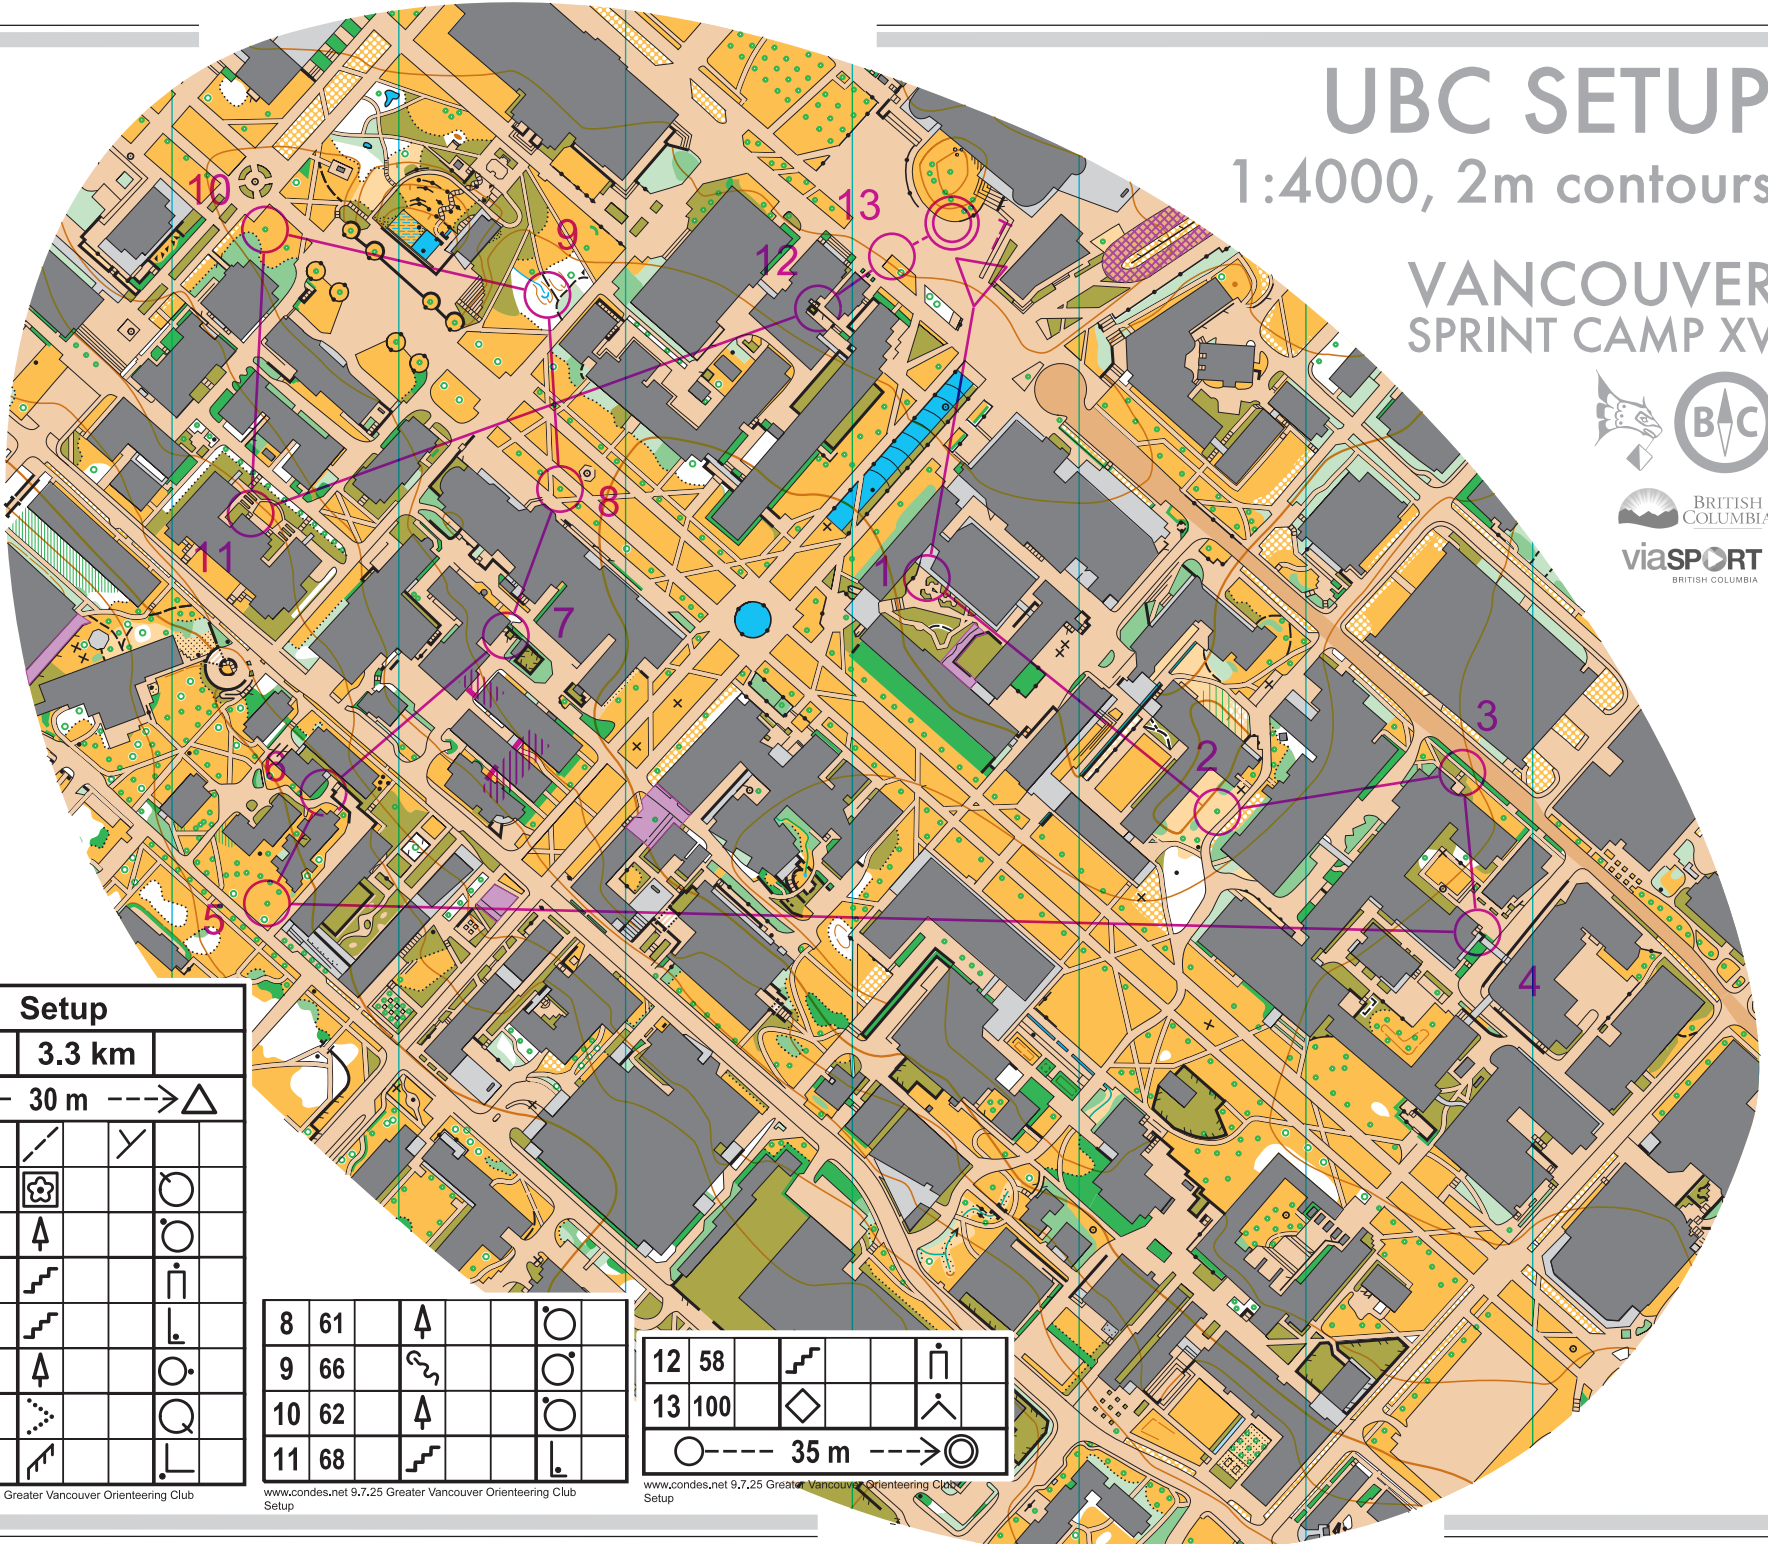 UBC SETUP
1:4000, 2m contours
VANCOUVER
SPRINT CAMP XV
BC
BRITISH
COLUMBIA
viaSPORT
BRITISH COLUMBIA
10
9
13
12
1
8
11
7
2
3
6
5
4
Setup
3.3 km
30 m
8 61
9 66
10 62
11 68
12 58
13 100
35 m
Greater Vancouver Orienteering Club
www.condes.net 9.7.25 Greater Vancouver Orienteering Club
Setup
www.condes.net 9.7.25 Greater Vancouver Orienteering Club
Setup